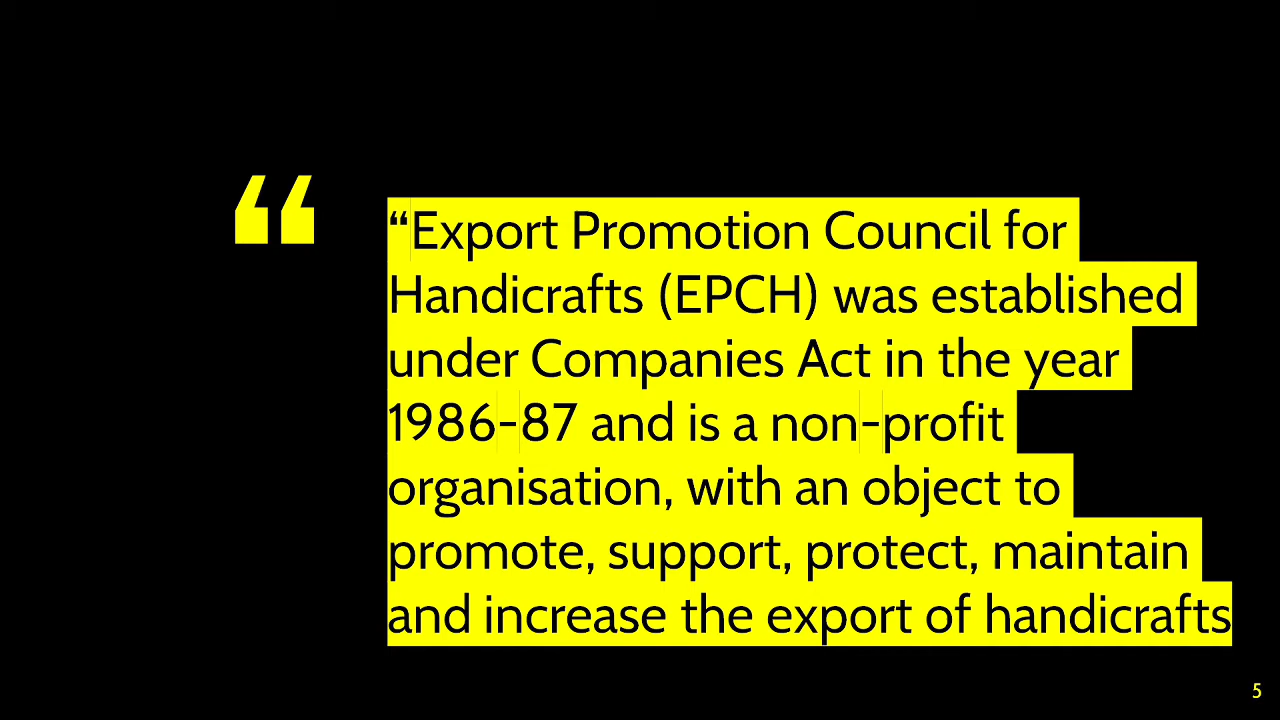 “
“Export Promotion Council for
Handicrafts (EPCH) was established
under Companies Act in the year
1986-87 and is a non-profit
organisation, with an object to
promote, support, protect, maintain
and increase the export of handicrafts
5